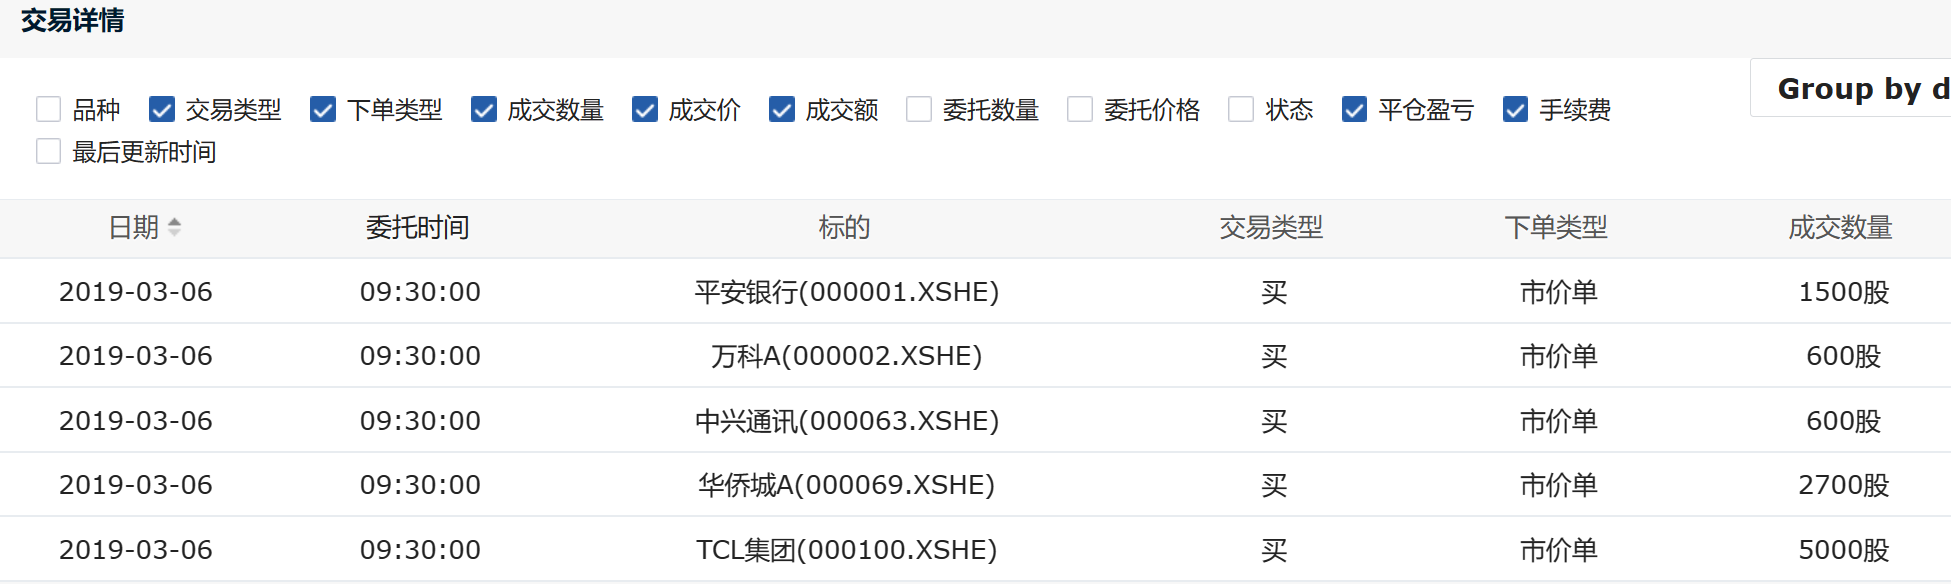 交易详情
品种 交易类型 下单类型 成交数量 成交价 成交额 委托数量 委托价格 状态 平仓盈亏 手续费 Group by d
最后更新时间
日期 委托时间 标的 交易类型 下单类型 成交数量
2019-03-06 09:30:00 平安银行(000001.XSHE) 买 市价单 1500股
2019-03-06 09:30:00 万科A(000002.XSHE) 买 市价单 600股
2019-03-06 09:30:00 中兴通讯(000063.XSHE) 买 市价单 600股
2019-03-06 09:30:00 华侨城A(000069.XSHE) 买 市价单 2700股
2019-03-06 09:30:00 TCL集团(000100.XSHE) 买 市价单 5000股